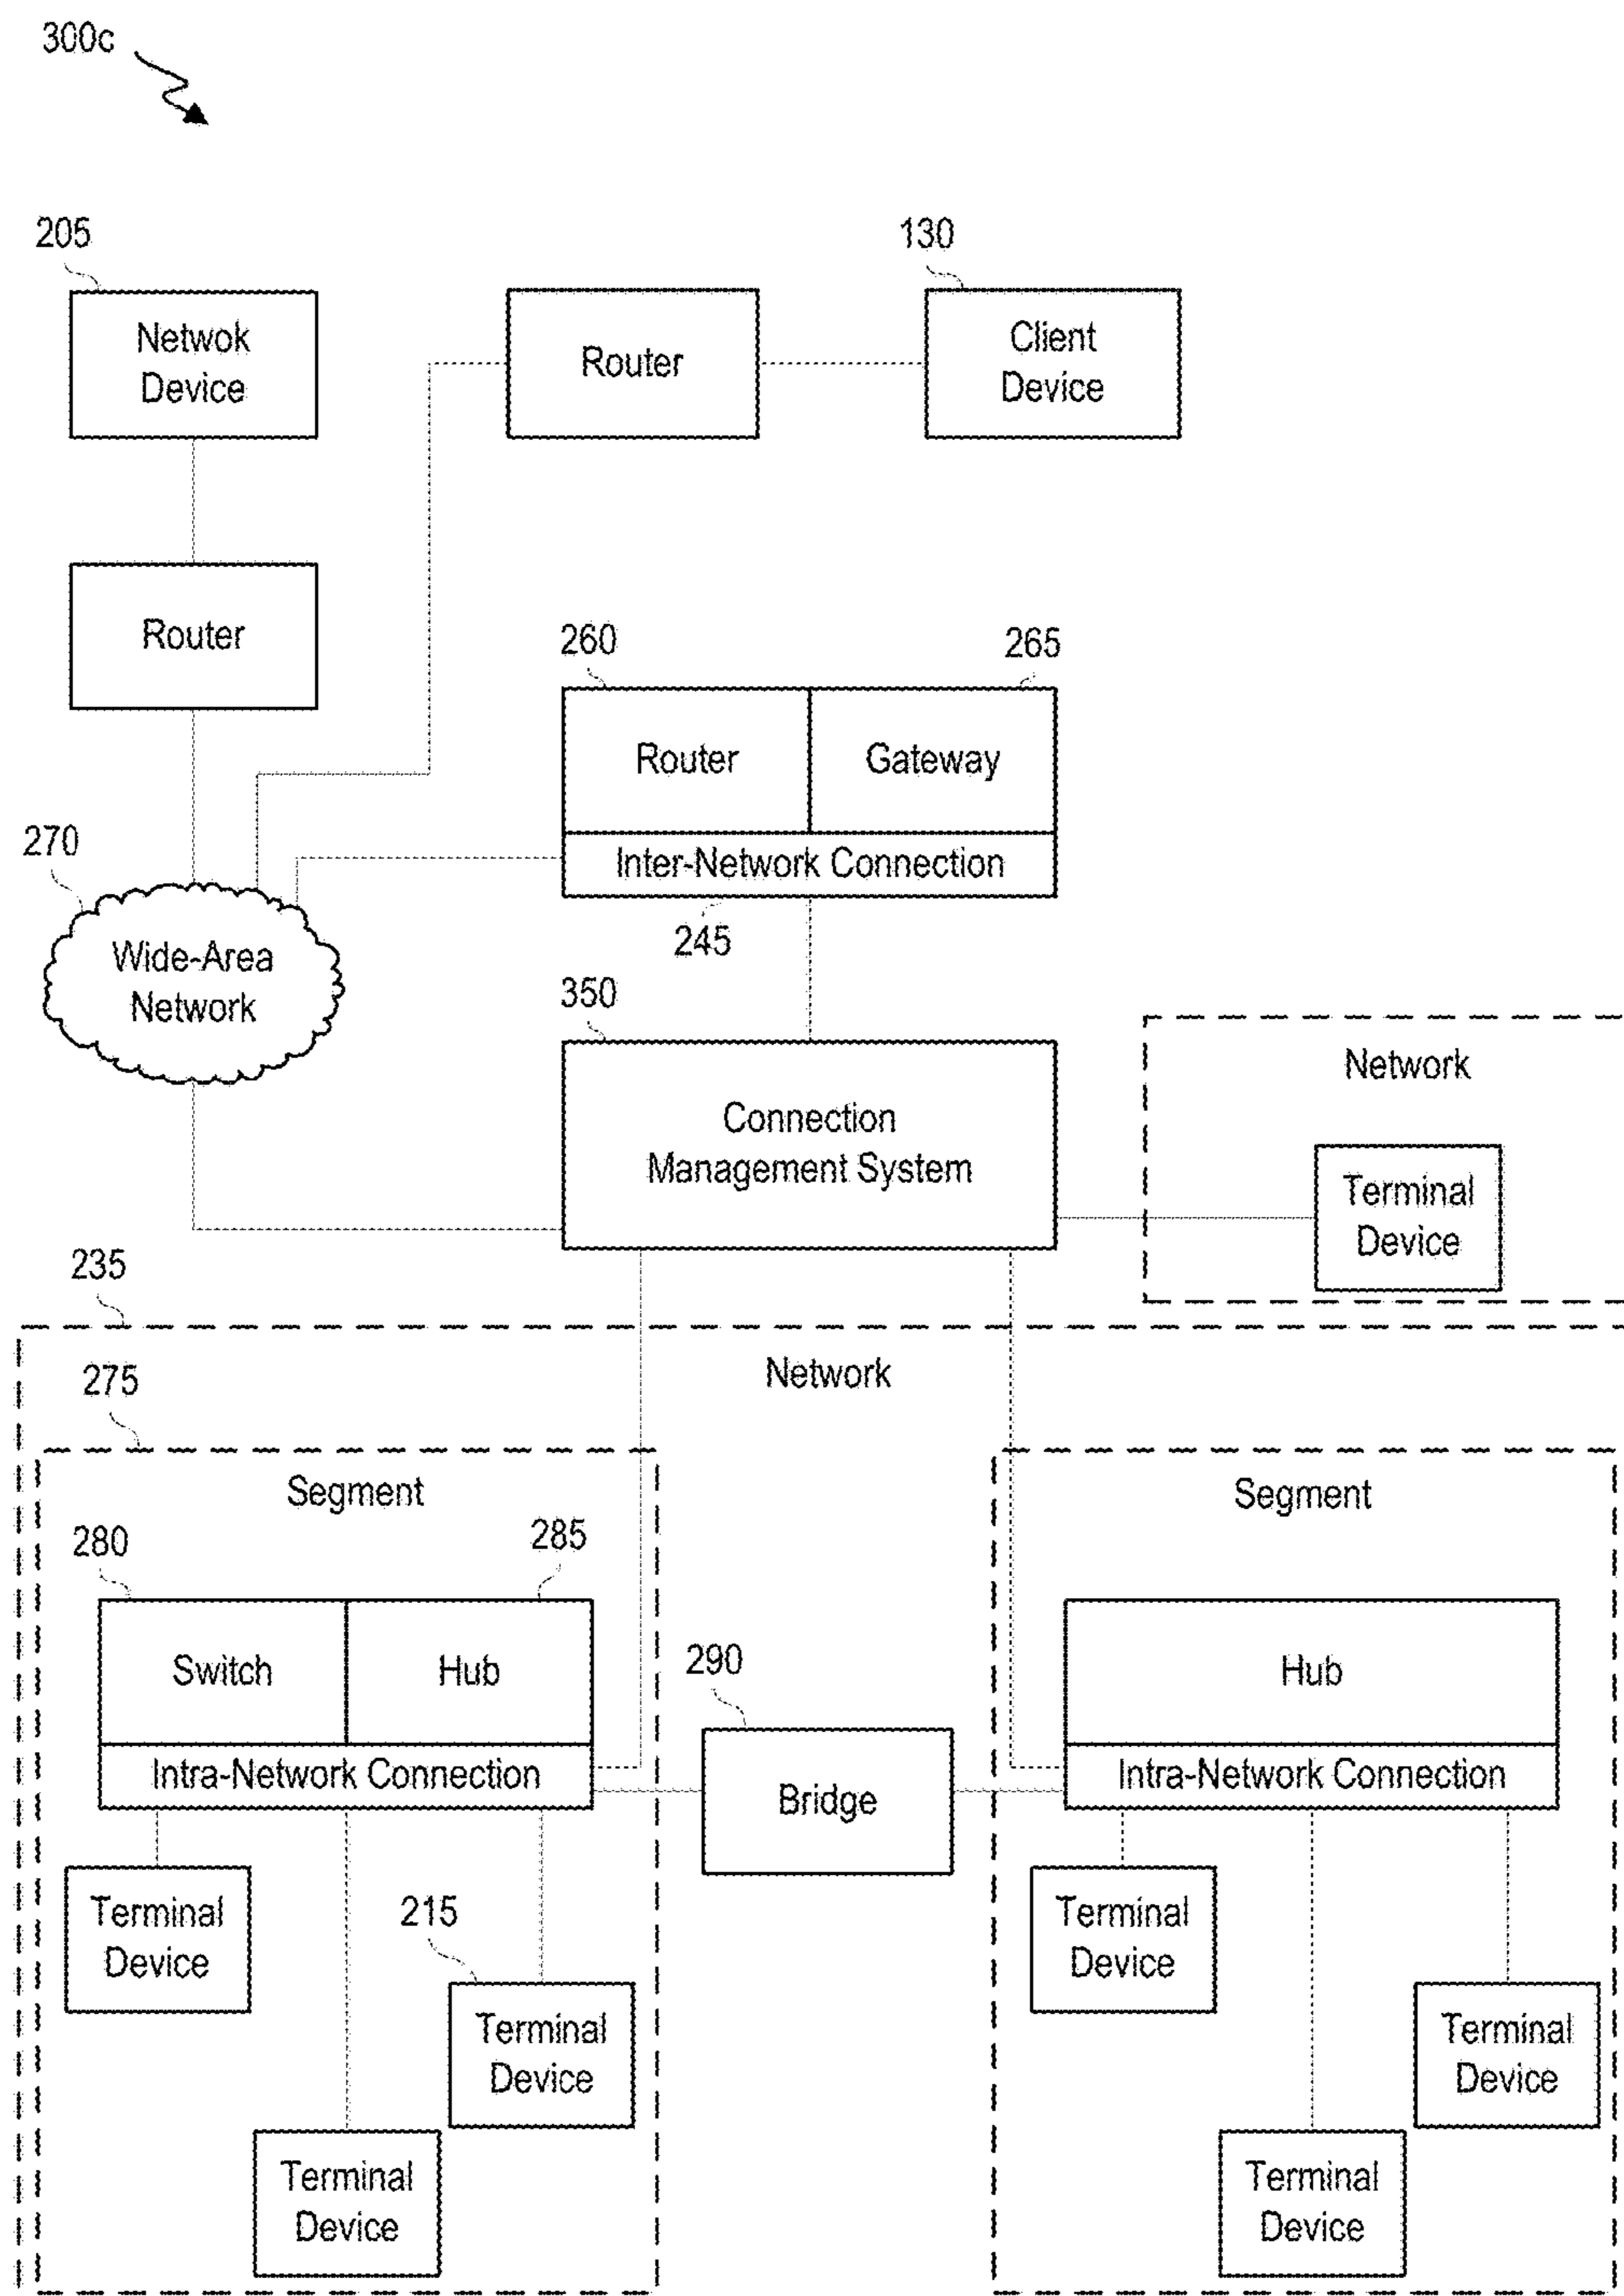 300c
205
130
Netwok
Device
Router
Client
Device
Router
260
265
Router
Gateway
270
Inter-Network Connection
245
Wide-Area
Network
350
Network
Connection
Management System
Terminal
Device
235
Network
275
Segment
Segment
280
285
290
Switch
Hub
Hub
Intra-Network Connection
Bridge
Intra-Network Connection
Terminal
Device
215
Terminal
Device
Terminal
Device
Terminal
Device
Terminal
Device
Terminal
Device